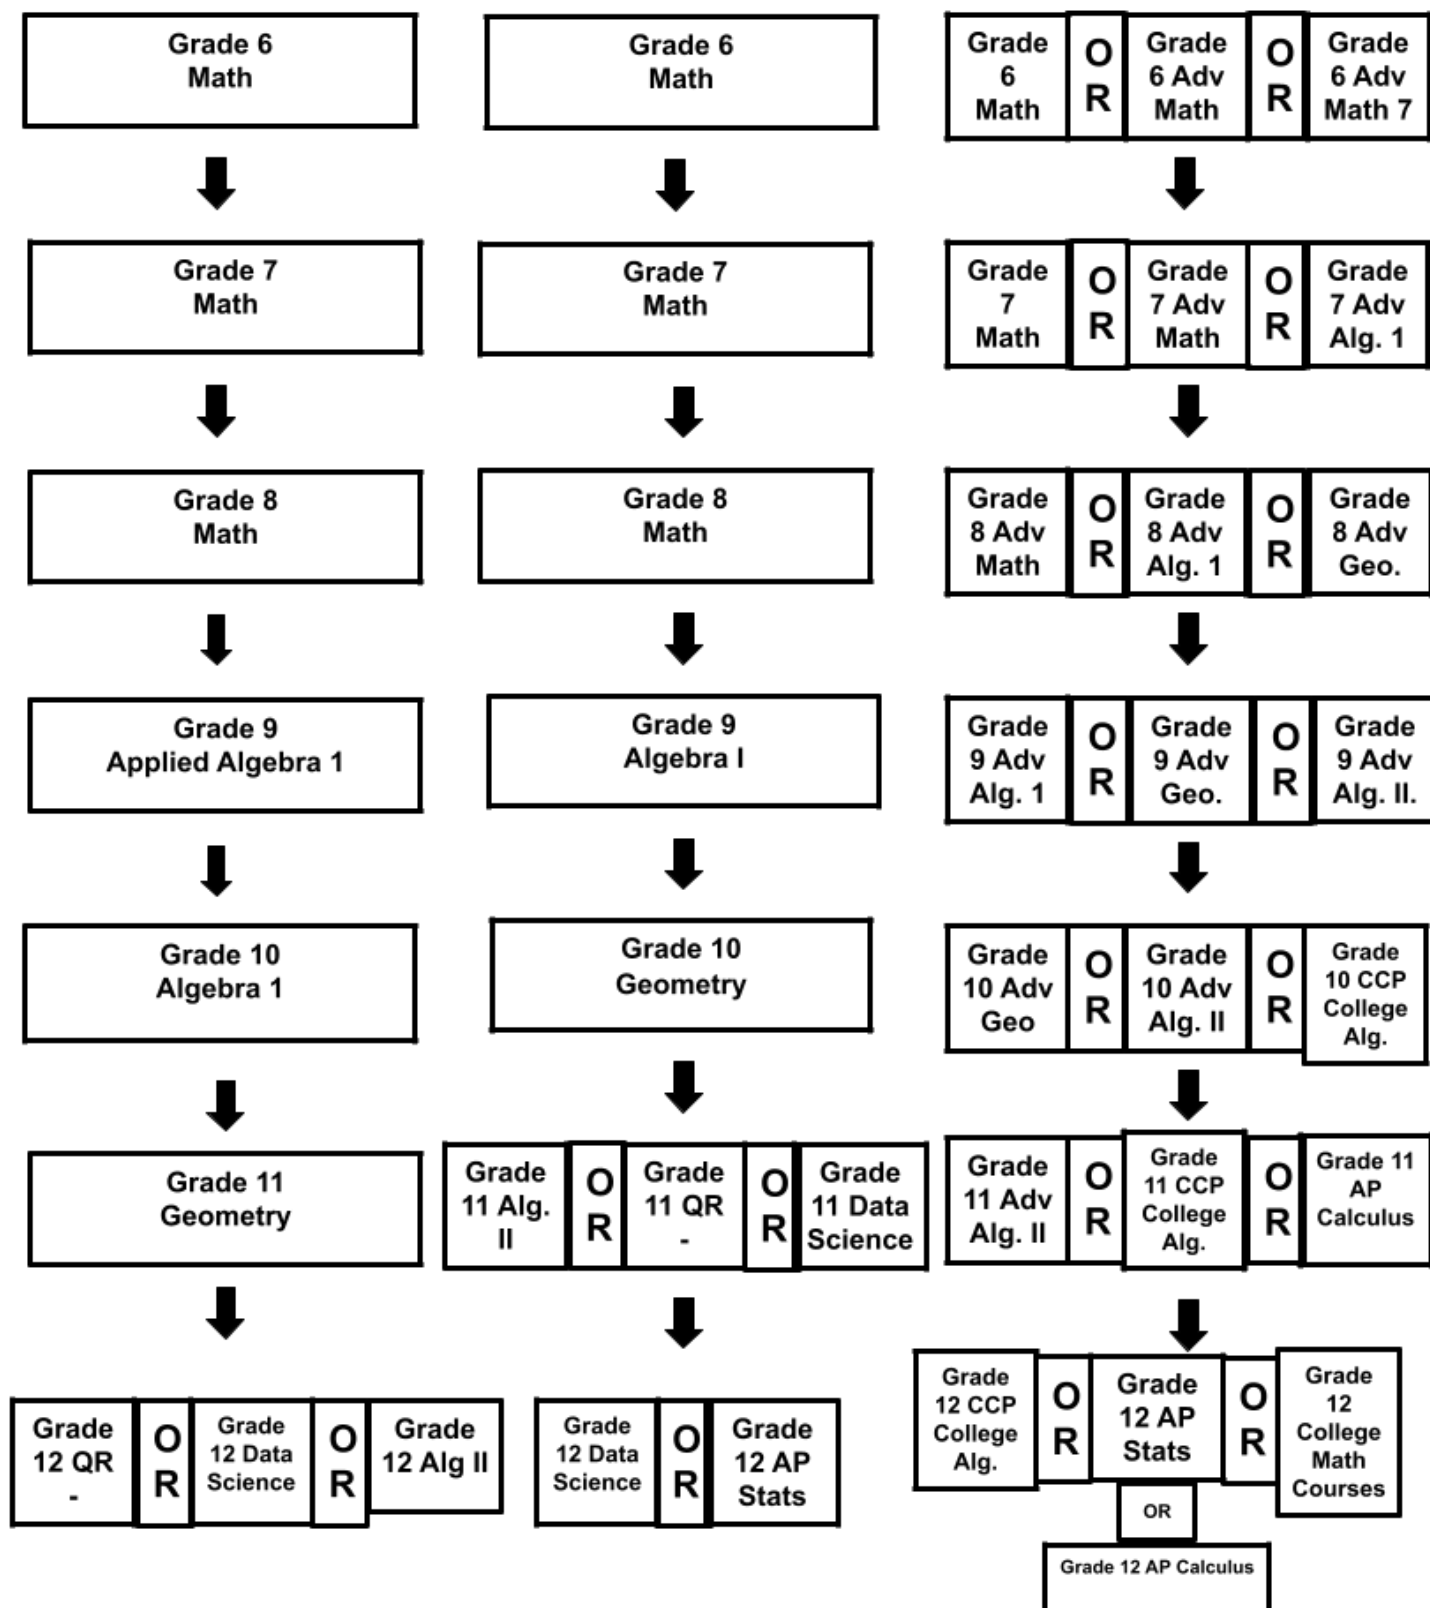 Grade 6
Math
Grade 6
Math
Grade
6
Math
O
R
Grade
6 Adv
Math
O
R
Grade
6 Adv
Math 7
Grade 7
Math
Grade 7
Math
Grade
7
Math
O
R
Grade
7 Adv
Math
O
R
Grade
7 Adv
Alg. 1
Grade 8
Math
Grade 8
Math
Grade
8 Adv
Math
O
R
Grade
8 Adv
Alg. 1
O
R
Grade
8 Adv
Geo.
Grade 9
Applied Algebra 1
Grade 9
Algebra I
Grade
9 Adv
Alg. 1
O
R
Grade
9 Adv
Geo.
O
R
Grade
9 Adv
Alg. II.
Grade 10
Algebra 1
Grade 10
Geometry
Grade
10 Adv
Geo
O
R
Grade
10 Adv
Alg. II
O
R
Grade
10 CCP
College
Alg.
Grade 11
Geometry
Grade
11 Alg.
II
O
R
Grade
11 QR
-
O
R
Grade
11 Data
Science
Grade
11 Adv
Alg. II
O
R
Grade
11 CCP
College
Alg.
O
R
Grade 11
AP
Calculus
Grade
12 QR
-
O
R
Grade
12 Data
Science
O
R
Grade
12 Alg II
Grade
12 Data
Science
O
R
Grade
12 AP
Stats
Grade
12 CCP
College
Alg.
O
R
Grade
12 AP
Stats
O
R
Grade
12
College
Math
Courses
OR
Grade 12 AP Calculus